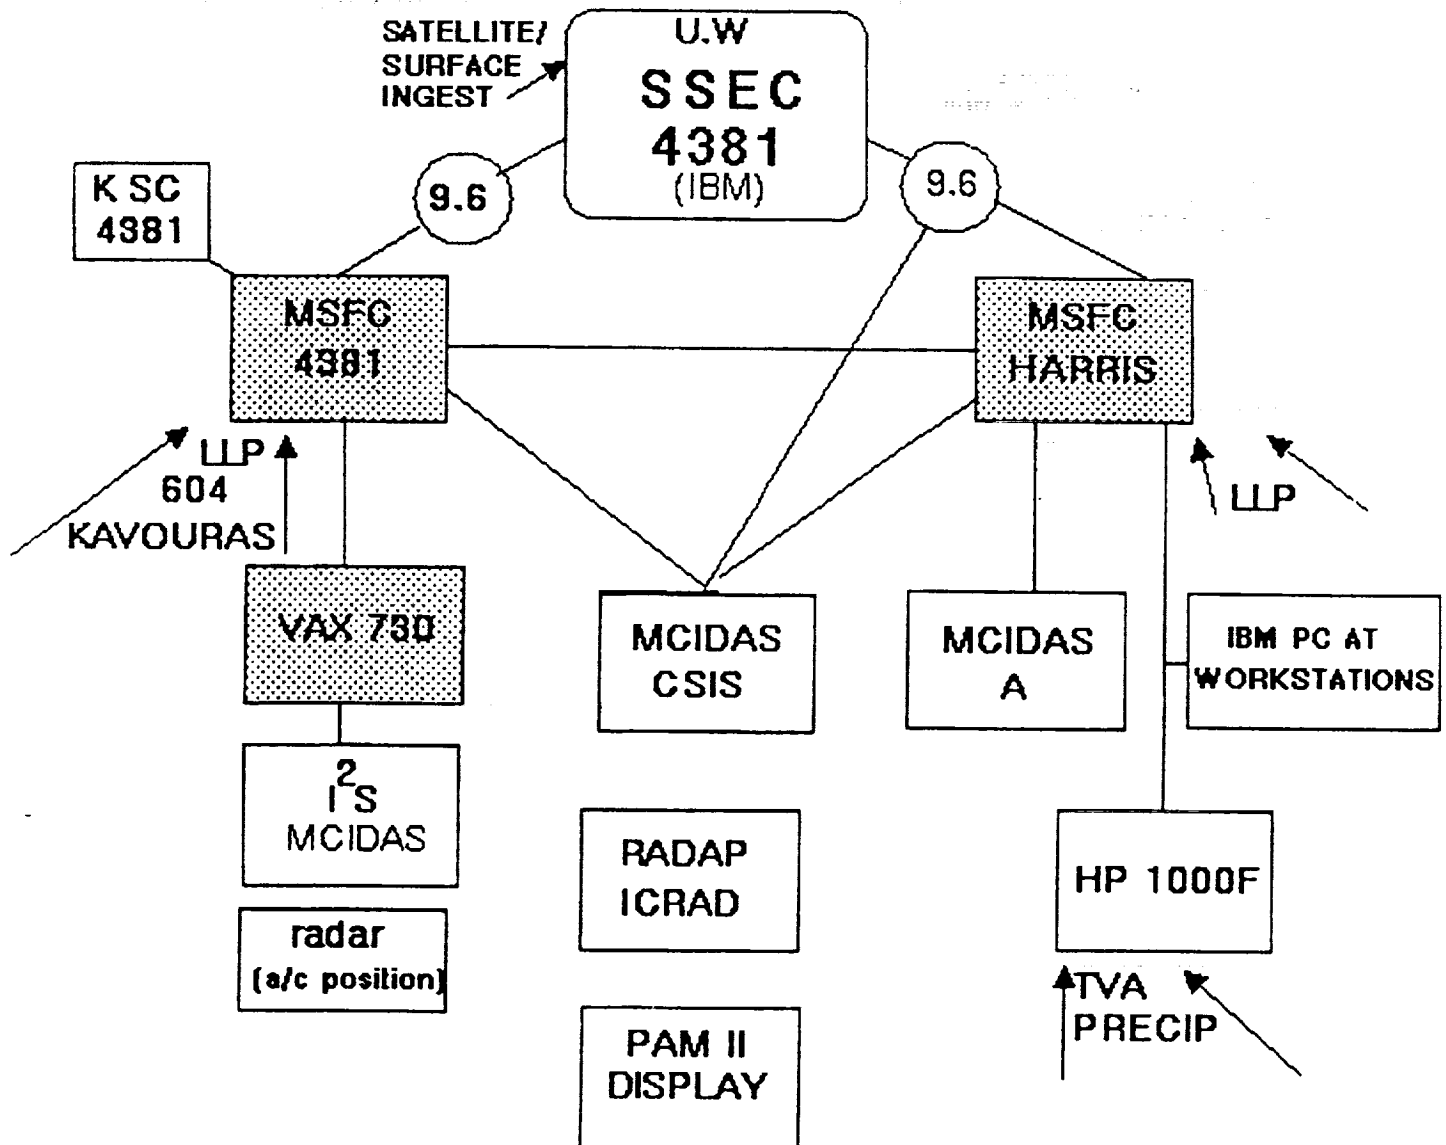 SATELLITE/
SURFACE
INGEST
U.W
SSEC
4381
(IBM)
K SC
4381
9.6
9.6
MSFC
4381
MSFC
HARRIS
LLP
604
KAVOURAS
LLP
VAX 730
MCIDAS
CSIS
MCIDAS
A
IBM PC AT
WORKSTATIONS
I²S
MCIDAS
RADAP
ICRAD
HP 1000F
radar
(a/c position)
TVA
PRECIP
PAM II
DISPLAY